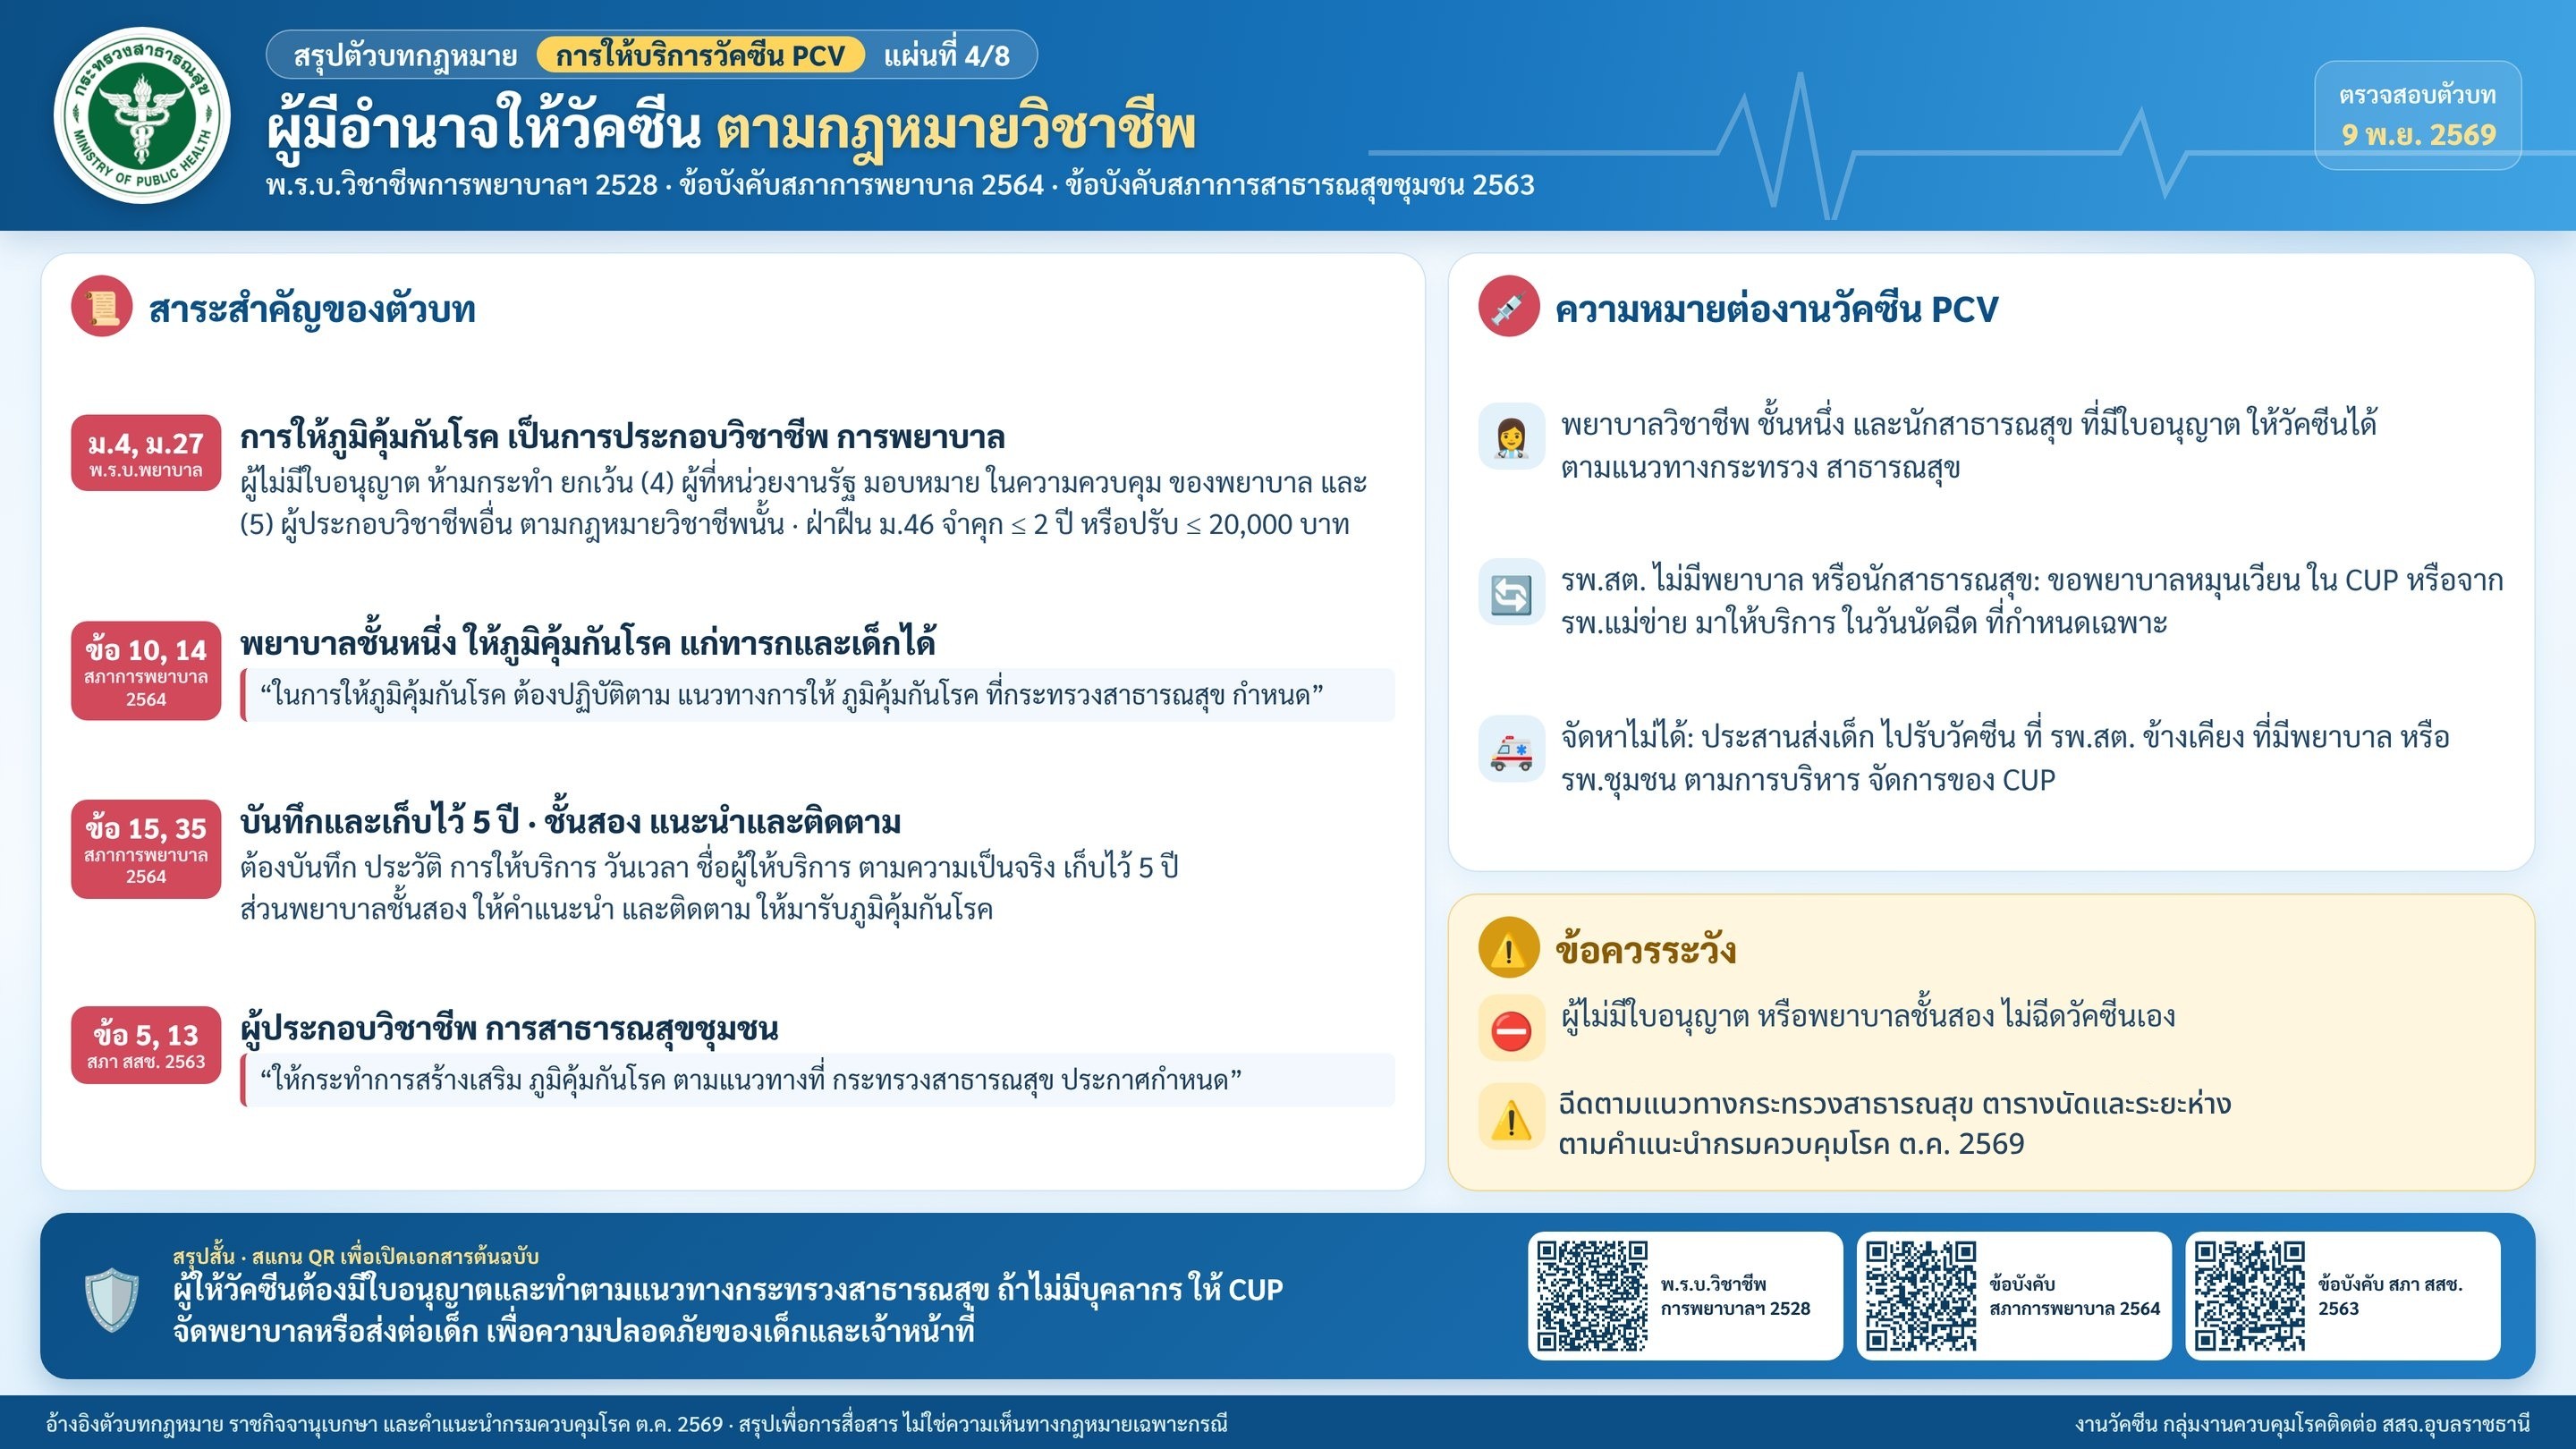 กระทรวงสาธารณสุข
MINISTRY OF PUBLIC HEALTH
สรุปตัวบทกฎหมาย การให้บริการวัคซีน PCV แผ่นที่ 4/8
ผู้มีอำนาจให้วัคซีน ตามกฎหมายวิชาชีพ
พ.ร.บ.วิชาชีพการพยาบาลฯ 2528 · ข้อบังคับสภาการพยาบาล 2564 · ข้อบังคับสภาการสาธารณสุขชุมชน 2563
ตรวจสอบตัวบท
9 พ.ย. 2569
สาระสำคัญของตัวบท
ม.4, ม.27
พ.ร.บ.พยาบาล
การให้ภูมิคุ้มกันโรค เป็นการประกอบวิชาชีพ การพยาบาล
ผู้ไม่มีใบอนุญาต ห้ามกระทำ ยกเว้น (4) ผู้ที่หน่วยงานรัฐ มอบหมาย ในความควบคุม ของพยาบาล และ
(5) ผู้ประกอบวิชาชีพอื่น ตามกฎหมายวิชาชีพนั้น · ฝ่าฝืน ม.46 จำคุก ≤ 2 ปี หรือปรับ ≤ 20,000 บาท
ข้อ 10, 14
สภาการพยาบาล
2564
พยาบาลชั้นหนึ่ง ให้ภูมิคุ้มกันโรค แก่ทารกและเด็กได้
“ในการให้ภูมิคุ้มกันโรค ต้องปฏิบัติตาม แนวทางการให้ ภูมิคุ้มกันโรค ที่กระทรวงสาธารณสุข กำหนด”
ข้อ 15, 35
สภาการพยาบาล
2564
บันทึกและเก็บไว้ 5 ปี · ชั้นสอง แนะนำและติดตาม
ต้องบันทึก ประวัติ การให้บริการ วันเวลา ชื่อผู้ให้บริการ ตามความเป็นจริง เก็บไว้ 5 ปี
ส่วนพยาบาลชั้นสอง ให้คำแนะนำ และติดตาม ให้มารับภูมิคุ้มกันโรค
ข้อ 5, 13
สภา สสช. 2563
ผู้ประกอบวิชาชีพ การสาธารณสุขชุมชน
“ให้กระทำการสร้างเสริม ภูมิคุ้มกันโรค ตามแนวทางที่ กระทรวงสาธารณสุข ประกาศกำหนด”
ความหมายต่องานวัคซีน PCV
พยาบาลวิชาชีพ ชั้นหนึ่ง และนักสาธารณสุข ที่มีใบอนุญาต ให้วัคซีนได้
ตามแนวทางกระทรวง สาธารณสุข
รพ.สต. ไม่มีพยาบาล หรือนักสาธารณสุข: ขอพยาบาลหมุนเวียน ใน CUP หรือจาก
รพ.แม่ข่าย มาให้บริการ ในวันนัดฉีด ที่กำหนดเฉพาะ
จัดหาไม่ได้: ประสานส่งเด็ก ไปรับวัคซีน ที่ รพ.สต. ข้างเคียง ที่มีพยาบาล หรือ
รพ.ชุมชน ตามการบริหาร จัดการของ CUP
ข้อควรระวัง
ผู้ไม่มีใบอนุญาต หรือพยาบาลชั้นสอง ไม่ฉีดวัคซีนเอง
ฉีดตามแนวทางกระทรวงสาธารณสุข ตารางนัดและระยะห่าง
ตามคำแนะนำกรมควบคุมโรค ต.ค. 2569
สรุปสั้น · สแกน QR เพื่อเปิดเอกสารต้นฉบับ
ผู้ให้วัคซีนต้องมีใบอนุญาตและทำตามแนวทางกระทรวงสาธารณสุข ถ้าไม่มีบุคลากร ให้ CUP
จัดพยาบาลหรือส่งต่อเด็ก เพื่อความปลอดภัยของเด็กและเจ้าหน้าที่
พ.ร.บ.วิชาชีพ
การพยาบาลฯ 2528
ข้อบังคับ
สภาการพยาบาล 2564
ข้อบังคับ สภา สสช.
2563
อ้างอิงตัวบทกฎหมาย ราชกิจจานุเบกษา และคำแนะนำกรมควบคุมโรค ต.ค. 2569 · สรุปเพื่อการสื่อสาร ไม่ใช่ความเห็นทางกฎหมายเฉพาะกรณี
งานวัคซีน กลุ่มงานควบคุมโรคติดต่อ สสจ.อุบลราชธานี